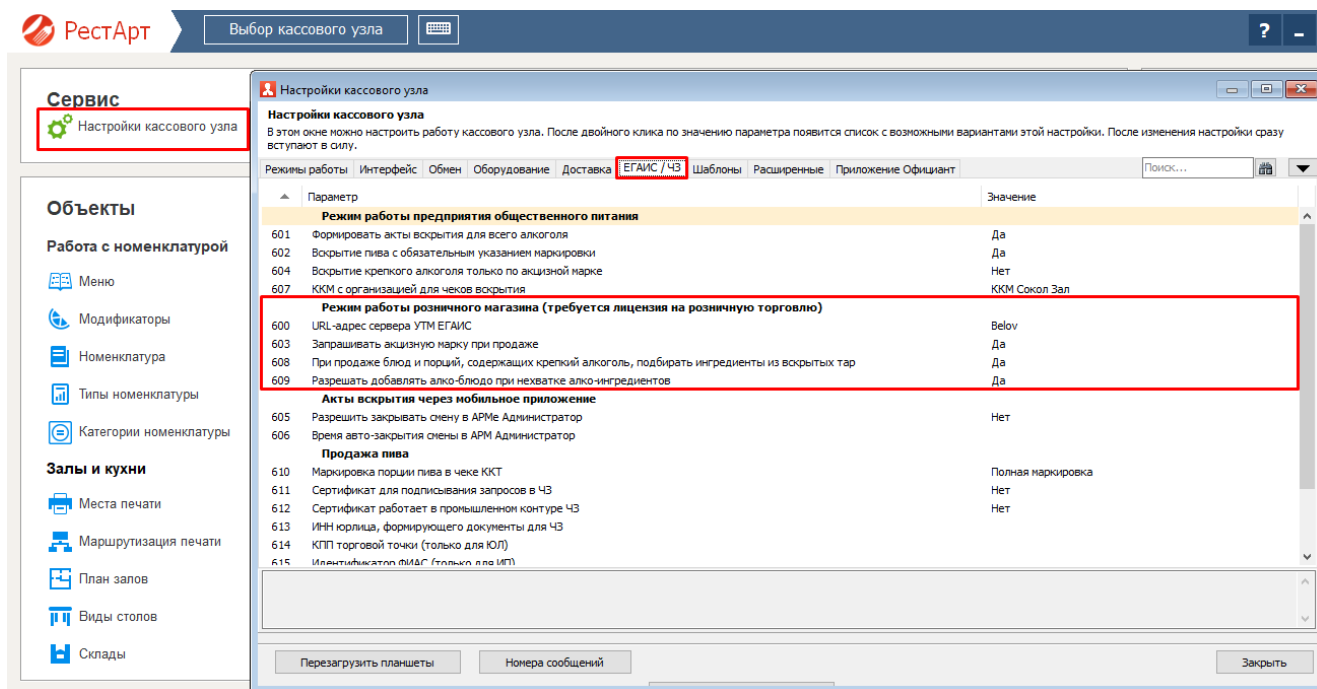 РестАрт
Выбор кассового узла
?
Сервис
Настройки кассового узла
Объекты
Работа с номенклатурой
Меню
Модификаторы
Номенклатура
Типы номенклатуры
Категории номенклатуры
Залы и кухни
Места печати
Маршрутизация печати
План залов
Виды столов
Склады
Настройки кассового узла
Настройки кассового узла
В этом окне можно настроить работу кассового узла. После двойного клика по значению параметра появится список с возможными вариантами этой настройки. После изменения настройки сразу
вступают в силу.
Режимы работы Интерфейс Обмен Оборудование Доставка ЕГАИС / ЧЗ Шаблоны Расширенные Приложение Официант Поиск...
Параметр Значение
Режим работы предприятия общественного питания
601 Формировать акты вскрытия для всего алкоголя Да
602 Вскрытие пива с обязательным указанием маркировки Да
604 Вскрытие крепкого алкоголя только по акцизной марке Нет
607 ККМ с организацией для чеков вскрытия ККМ Сокол Зал
Режим работы розничного магазина (требуется лицензия на розничную торговлю)
600 URL-адрес сервера УТМ ЕГАИС Belov
603 Запрашивать акцизную марку при продаже Да
608 При продаже блюд и порций, содержащих крепкий алкоголь, подбирать ингредиенты из вскрытых тар Да
609 Разрешать добавлять алко-блюдо при нехватке алко-ингредиентов Да
Акты вскрытия через мобильное приложение
605 Разрешить закрывать смену в АРМе Администратор Нет
606 Время авто-закрытия смены в АРМ Администратор
Продажа пива
610 Маркировка порции пива в чеке ККТ Полная маркировка
611 Сертификат для подписывания запросов в ЧЗ Нет
612 Сертификат работает в промышленном контуре ЧЗ Нет
613 ИНН юрлица, формирующего документы для ЧЗ
614 КПП торговой точки (только для ЮЛ)
615 Идентификатор ФИАС (только для ИП)
Перезагрузить планшеты Номера сообщений Закрыть